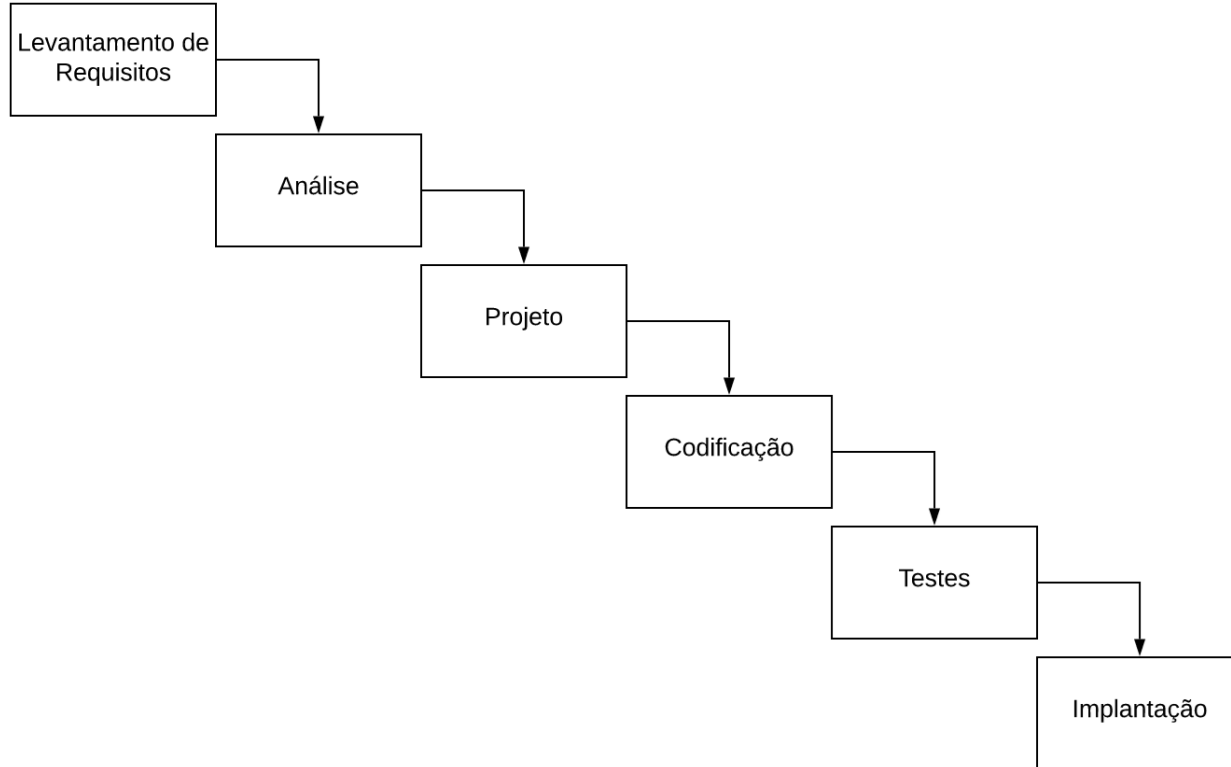 Levantamento de
Requisitos
Análise
Projeto
Codificação
Testes
Implantação